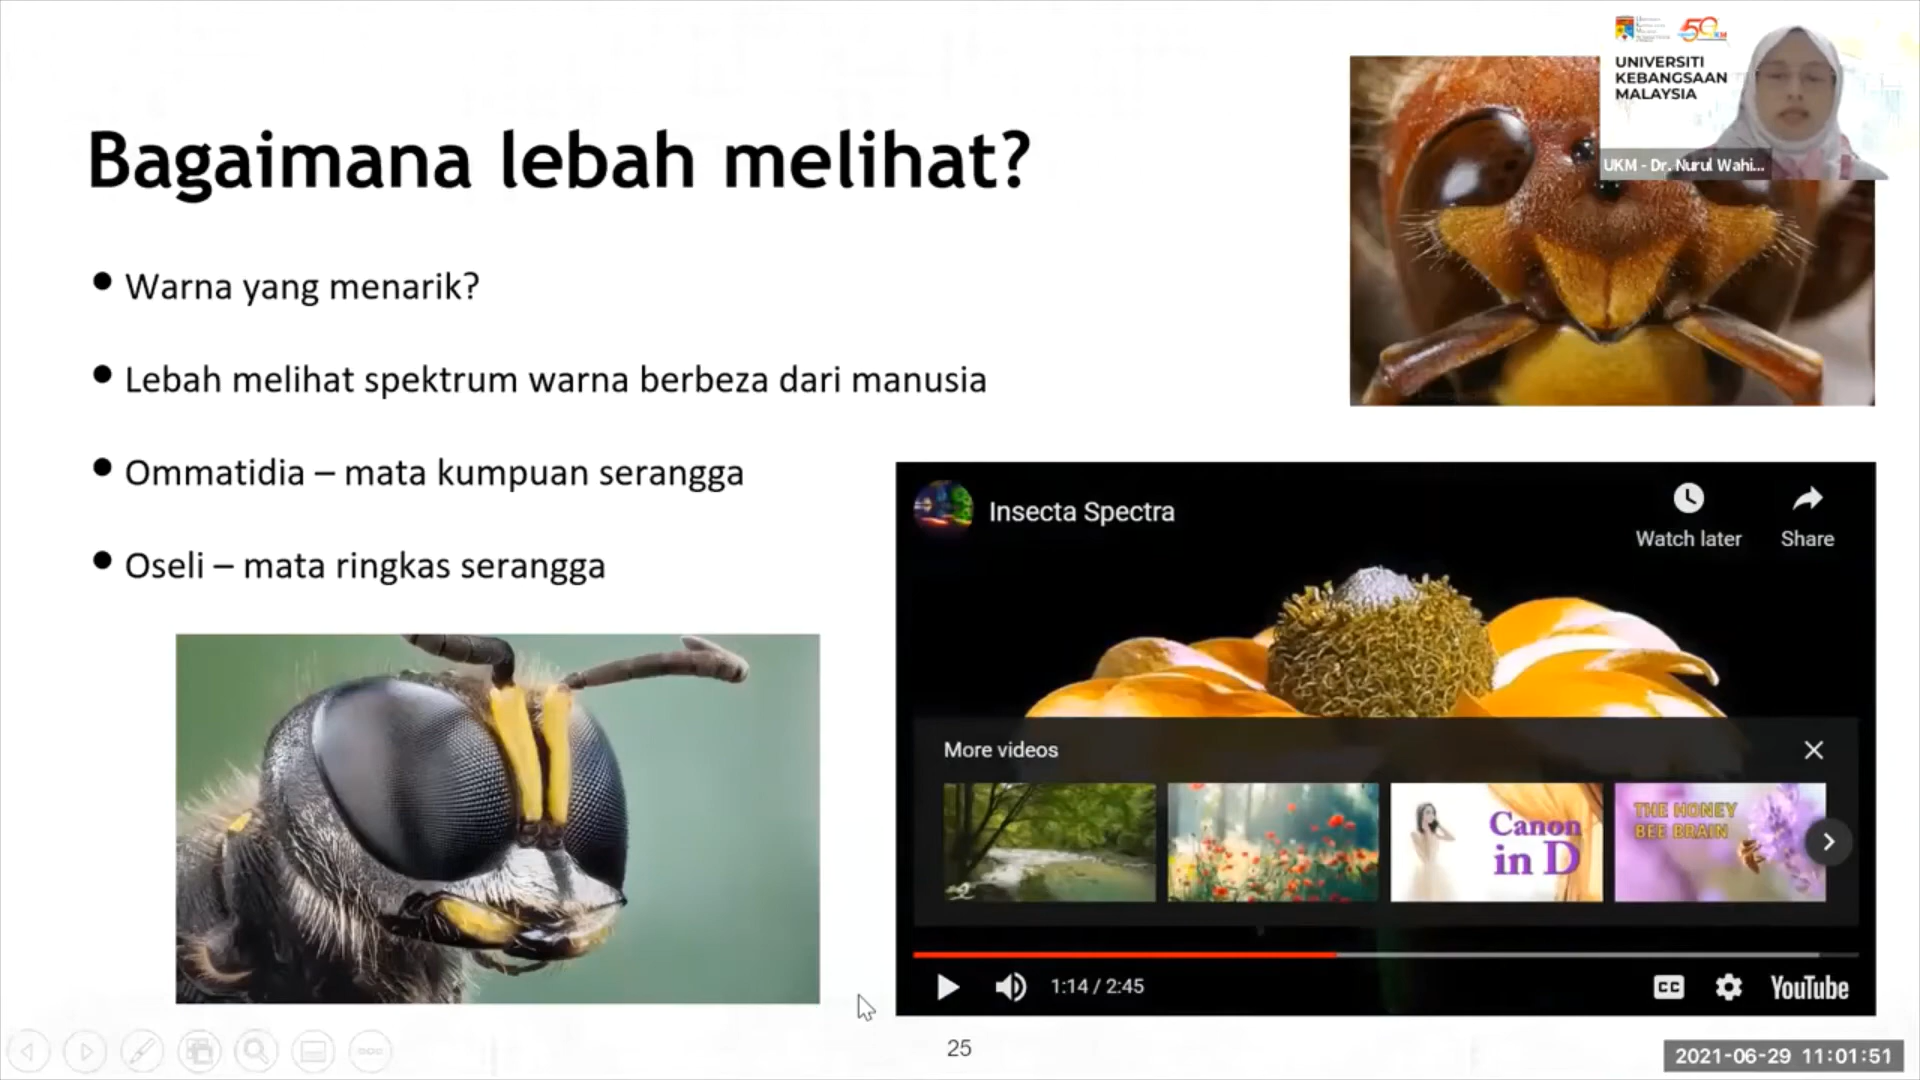 50
UKM
UNIVERSITI
KEBANGSAAN
MALAYSIA
UKM - Dr. Nurul Wahi...
Bagaimana lebah melihat?
• Warna yang menarik?
• Lebah melihat spektrum warna berbeza dari manusia
• Ommatidia – mata kumpuan serangga
• Oseli – mata ringkas serangga
Insecta Spectra
Watch later
Share
More videos
Canon
in D
THE HONEY
BEE BRAIN
1:14 / 2:45
CC
YouTube
25
2021-06-29 11:01:51